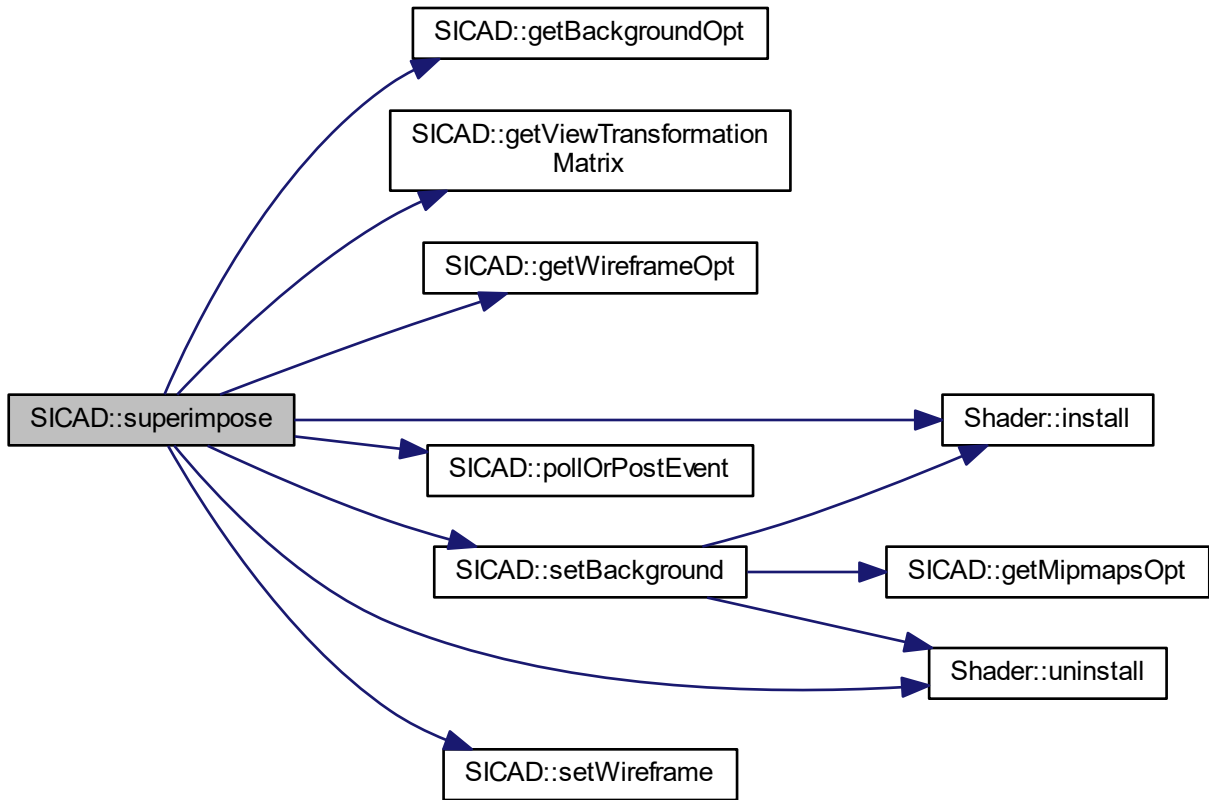 SICAD::getBackgroundOpt
SICAD::getViewTransformation
Matrix
SICAD::getWireframeOpt
SICAD::superimpose
Shader::install
SICAD::pollOrPostEvent
SICAD::setBackground
SICAD::getMipmapsOpt
Shader::uninstall
SICAD::setWireframe